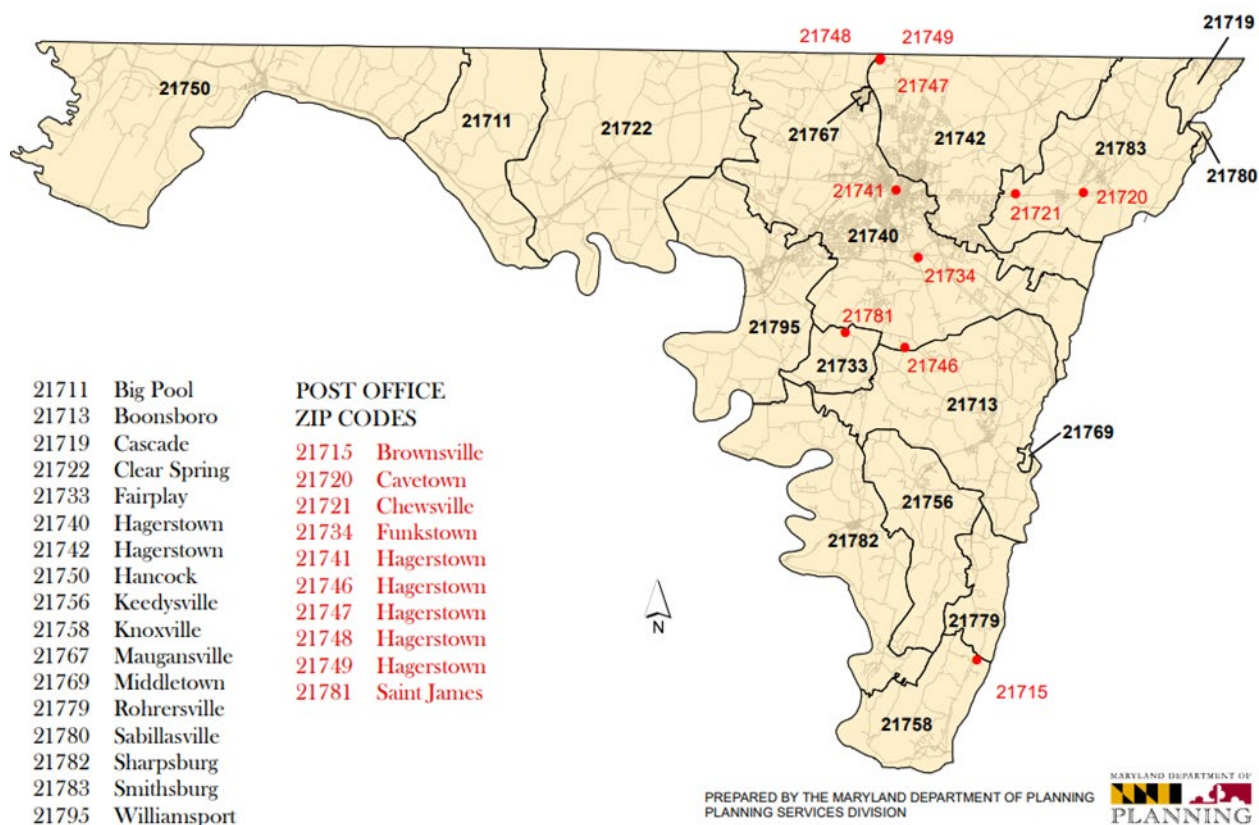 21748
21749
21719
21750
21747
21711
21722
21767
21742
21783
21780
21741
21721
21720
21740
21734
21781
21795
21733
21746
21713
21769
21756
21782
21779
21715
21758
21711 Big Pool
21713 Boonsboro
21719 Cascade
21722 Clear Spring
21733 Fairplay
21740 Hagerstown
21742 Hagerstown
21750 Hancock
21756 Keedysville
21758 Knoxville
21767 Maugansville
21769 Middletown
21779 Rohrersville
21780 Sabillasville
21782 Sharpsburg
21783 Smithsburg
21795 Williamsport
POST OFFICE
ZIP CODES
21715 Brownsville
21720 Cavetown
21721 Chewsville
21734 Funkstown
21741 Hagerstown
21746 Hagerstown
21747 Hagerstown
21748 Hagerstown
21749 Hagerstown
21781 Saint James
N
PREPARED BY THE MARYLAND DEPARTMENT OF PLANNING
PLANNING SERVICES DIVISION
MARYLAND DEPARTMENT OF
PLANNING